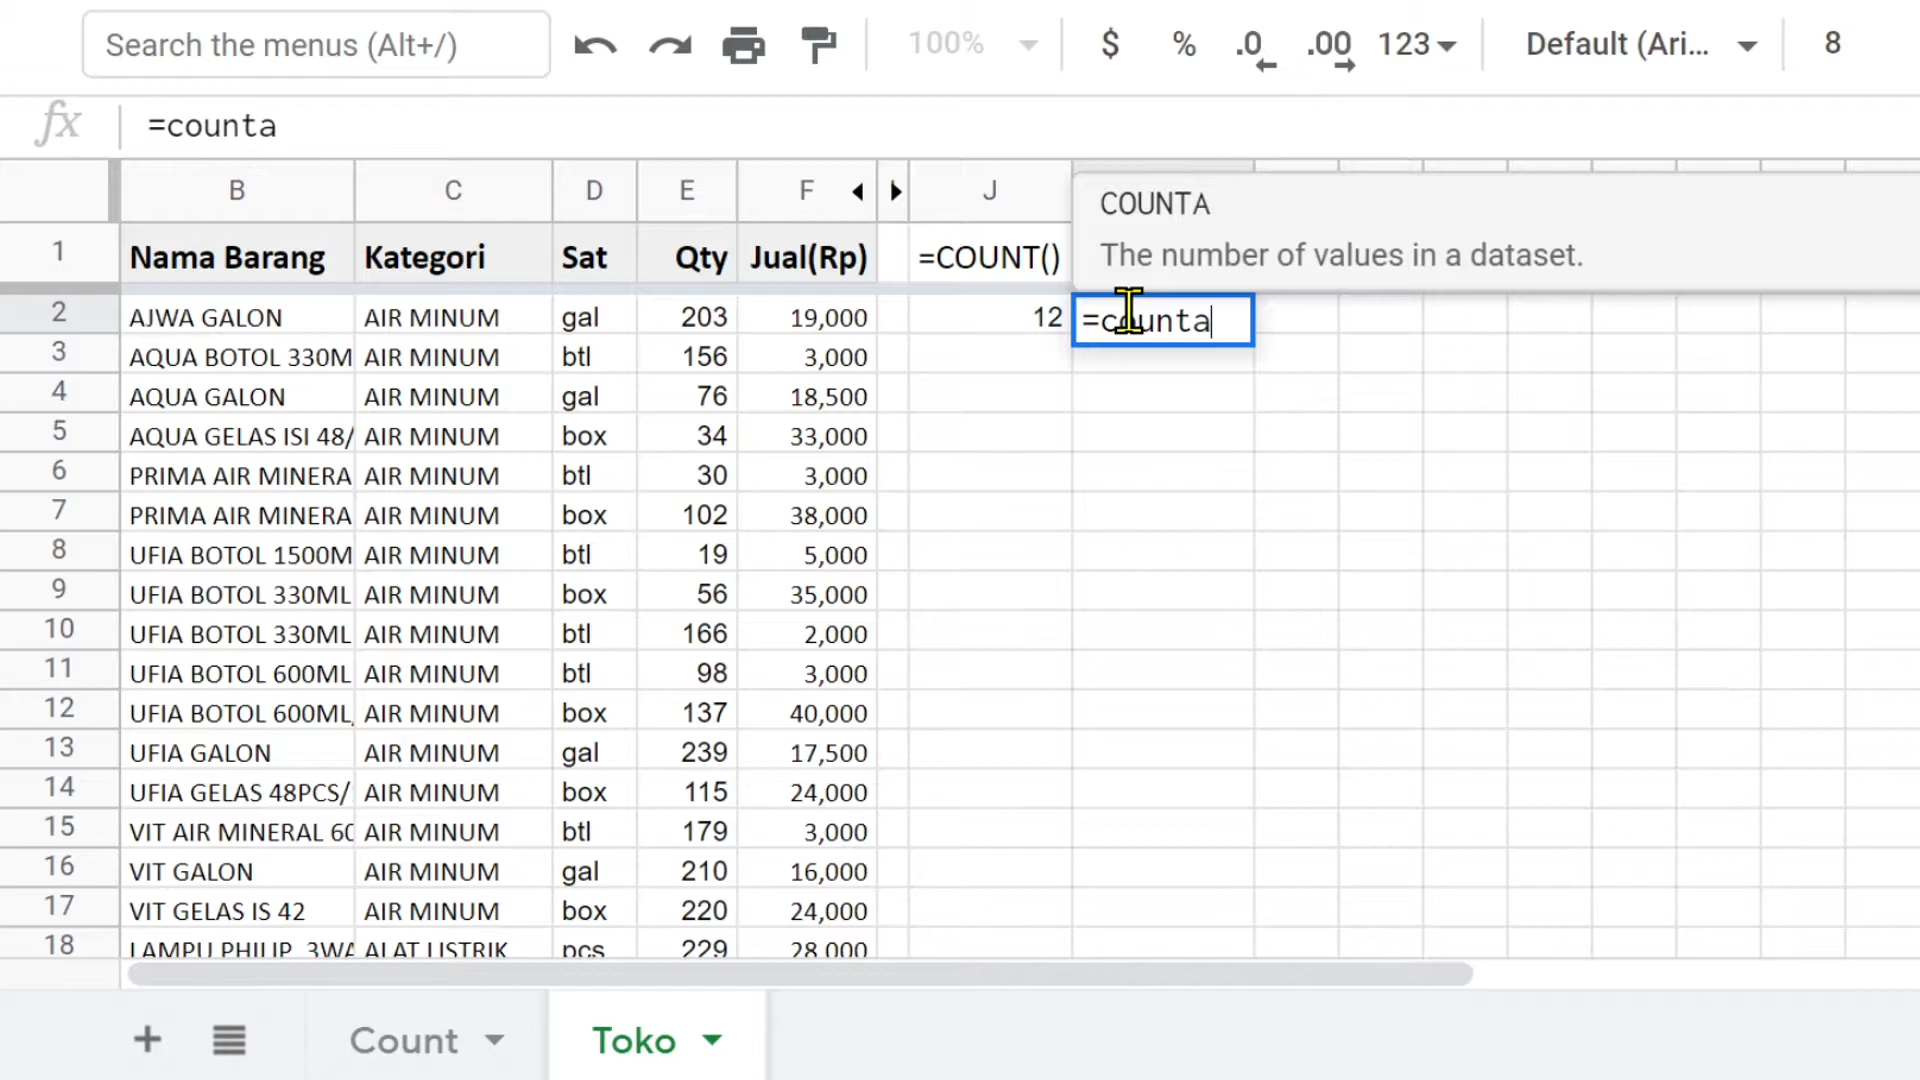 Search the menus (Alt+/) 100% $ % .0 .00 123 Default (Ari... 8
fx =counta
B C D E F J
COUNTA
The number of values in a dataset.
1 Nama Barang Kategori Sat Qty Jual(Rp) =COUNT()
2 AJWA GALON AIR MINUM gal 203 19,000 12 =counta
3 AQUA BOTOL 330M AIR MINUM btl 156 3,000
4 AQUA GALON AIR MINUM gal 76 18,500
5 AQUA GELAS ISI 48/ AIR MINUM box 34 33,000
6 PRIMA AIR MINERA AIR MINUM btl 30 3,000
7 PRIMA AIR MINERA AIR MINUM box 102 38,000
8 UFIA BOTOL 1500M AIR MINUM btl 19 5,000
9 UFIA BOTOL 330ML AIR MINUM box 56 35,000
10 UFIA BOTOL 330ML AIR MINUM btl 166 2,000
11 UFIA BOTOL 600ML AIR MINUM btl 98 3,000
12 UFIA BOTOL 600ML, AIR MINUM box 137 40,000
13 UFIA GALON AIR MINUM gal 239 17,500
14 UFIA GELAS 48PCS/ AIR MINUM box 115 24,000
15 VIT AIR MINERAL 60 AIR MINUM btl 179 3,000
16 VIT GALON AIR MINUM gal 210 16,000
17 VIT GELAS IS 42 AIR MINUM box 220 24,000
18 LAMPU PHILIP 3WA ALAT LISTRIK pcs 229 28,000
+ Count Toko